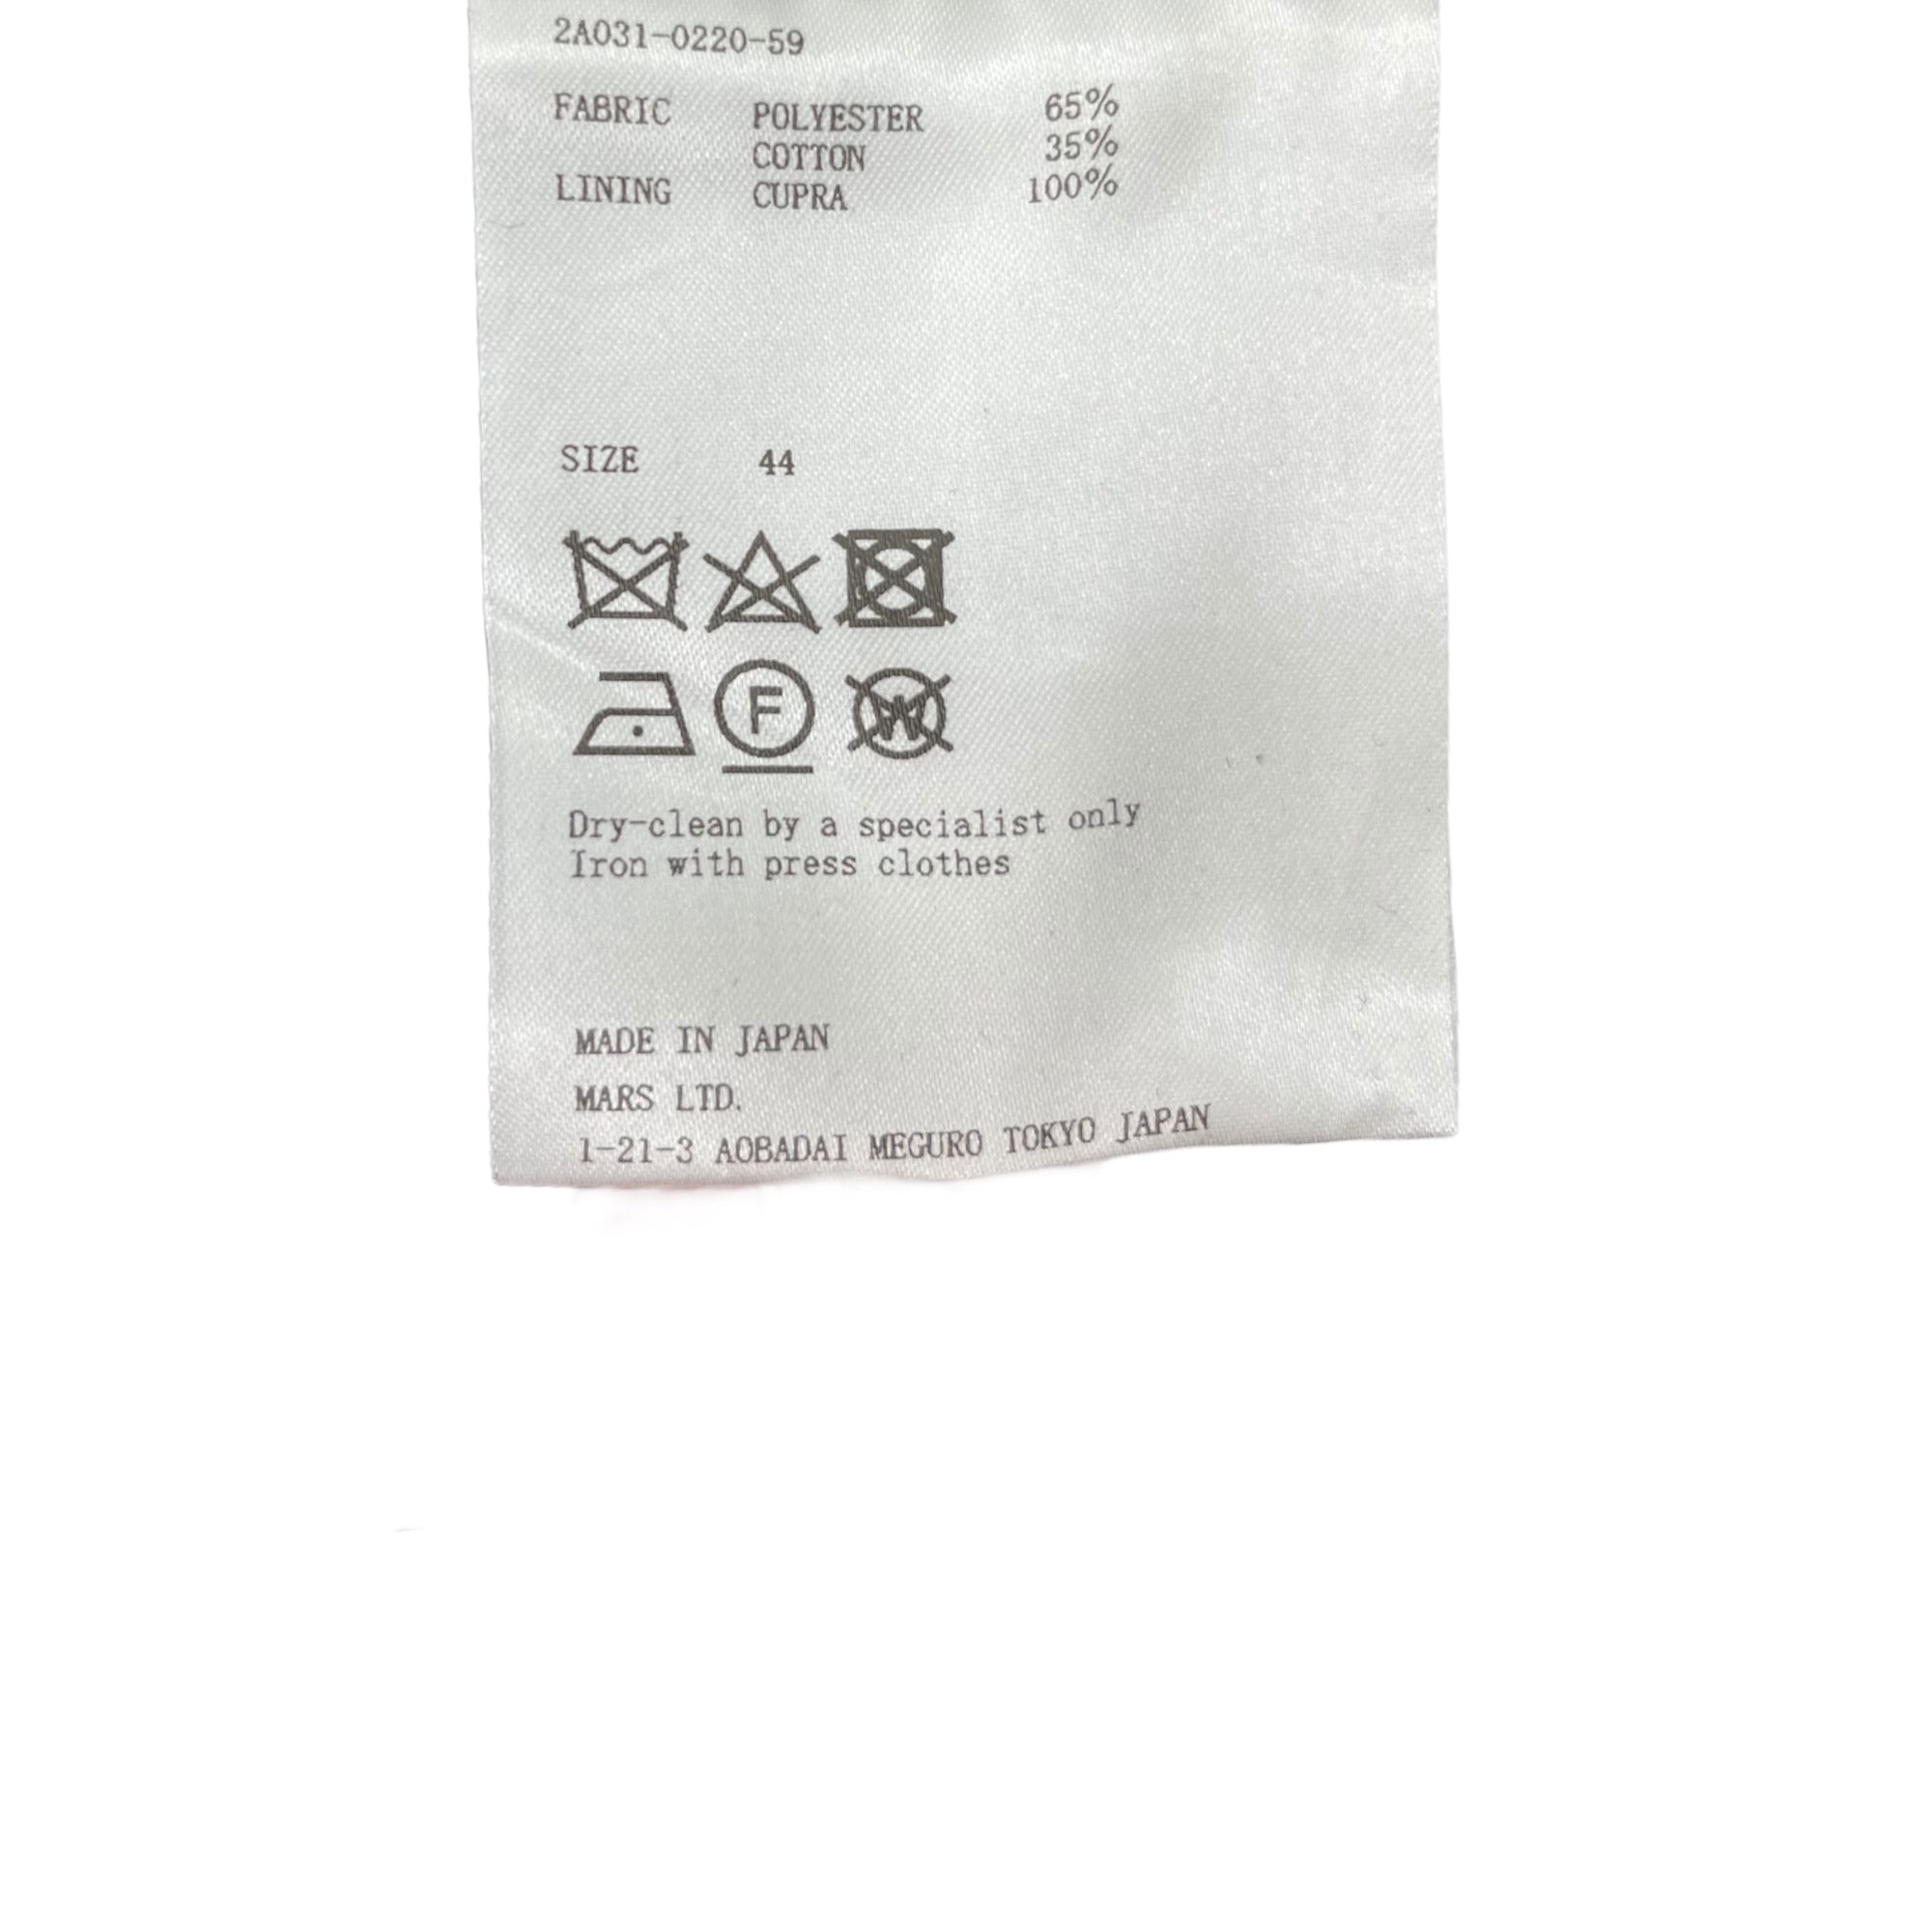 2A031-0220-59
FABRIC POLYESTER 65%
COTTON 35%
LINING CUPRA 100%
SIZE 44
F W
Dry-clean by a specialist only
Iron with press clothes
MADE IN JAPAN
MARS LTD.
1-21-3 AOBADAI MEGURO TOKYO JAPAN